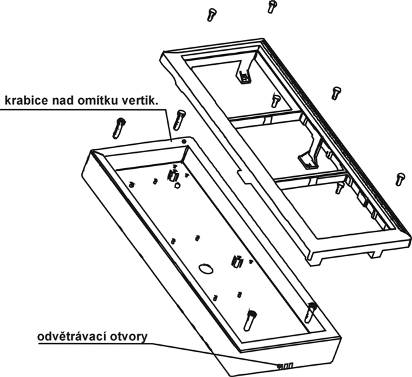 krabice nad omítku vertik.
odvětrávací otvory